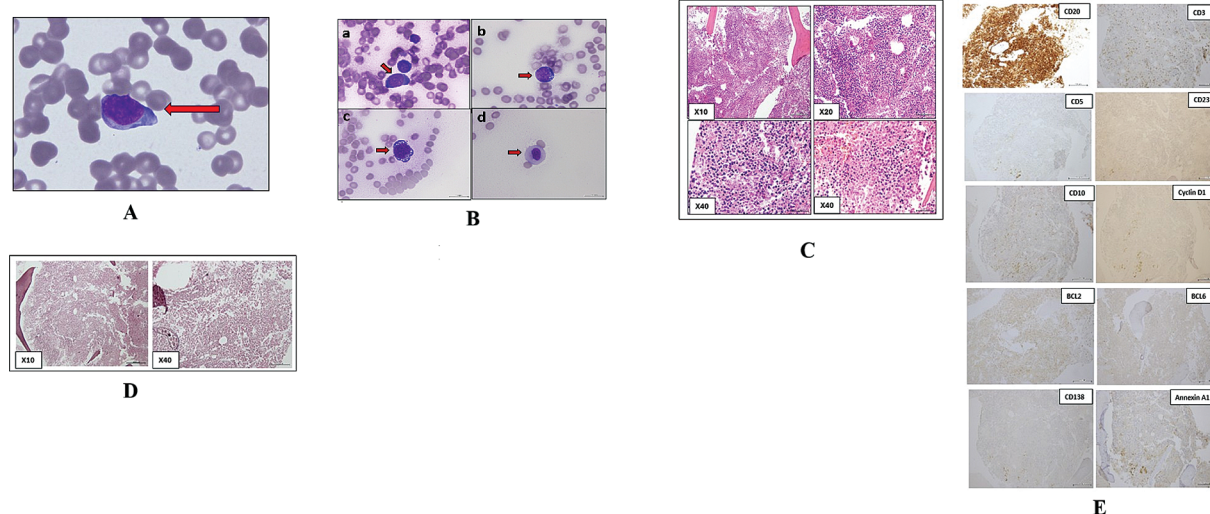 A
a
b
c
d
B
X10
X20
X40
X40
C
X10
X40
D
CD20
CD3
CD5
CD23
CD10
Cyclin D1
BCL2
BCL6
CD138
Annexin A1
E